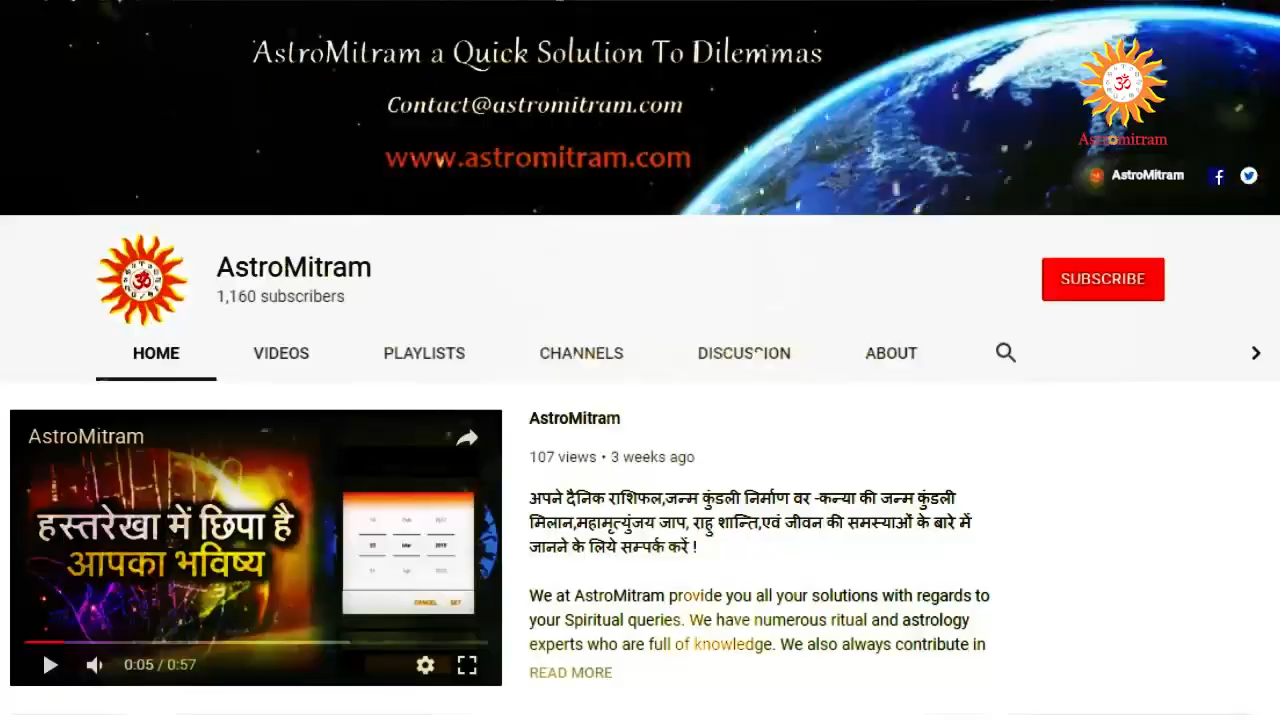 AstroMitram a Quick Solution To Dilemmas
Contact@astromitram.com
www.astromitram.com
Astromitram
AstroMitram
AstroMitram
1,160 subscribers
SUBSCRIBE
HOME VIDEOS PLAYLISTS CHANNELS DISCUSSION ABOUT
AstroMitram
हस्तरेखा में छिपा है
आपका भविष्य
CANCEL SET
0:05 / 0:57
AstroMitram
107 views • 3 weeks ago
अपने दैनिक राशिफल,जन्म कुंडली निर्माण वर -कन्या की जन्म कुंडली
मिलान,महामृत्युंजय जाप, राहु शान्ति,एवं जीवन की समस्याओं के बारे में
जानने के लिये सम्पर्क करें !
We at AstroMitram provide you all your solutions with regards to
your Spiritual queries. We have numerous ritual and astrology
experts who are full of knowledge. We also always contribute in
READ MORE